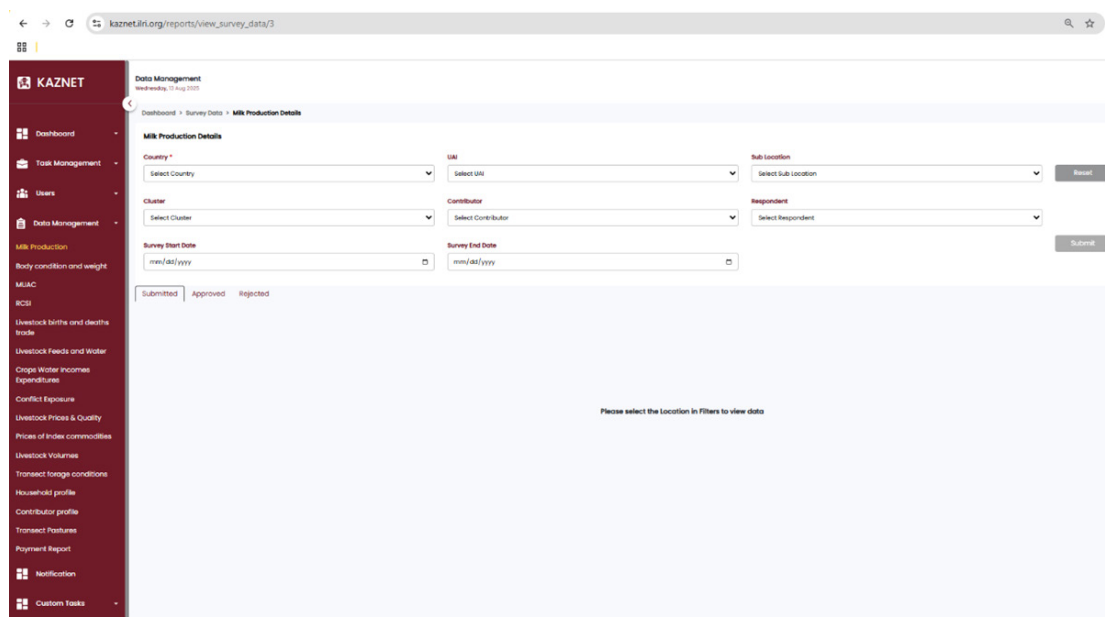 kaznet.ilri.org/reports/view_survey_data/3
KAZNET
Dashboard
Task Management
Users
Data Management
Milk Production
Body condition and weight
MUAC
RCSI
Livestock births and deaths
trade
Livestock Feeds and Water
Crops Water Incomes
Expenditures
Conflict Exposure
Livestock Prices & Quality
Prices of Index commodities
Livestock Volumes
Transect forage conditions
Household profile
Contributor profile
Transect Pastures
Payment Report
Notification
Custom Tasks
Data Management
Wednesday, 13 Aug 2025
Dashboard > Survey Data > Milk Production Details
Milk Production Details
Country *
UAI
Sub Location
Select Country
Select UAI
Select Sub Location
Reset
Cluster
Contributor
Respondent
Select Cluster
Select Contributor
Select Respondent
Survey Start Date
Survey End Date
Submit
mm/dd/yyyy
mm/dd/yyyy
Submitted Approved Rejected
Please select the Location in Filters to view data